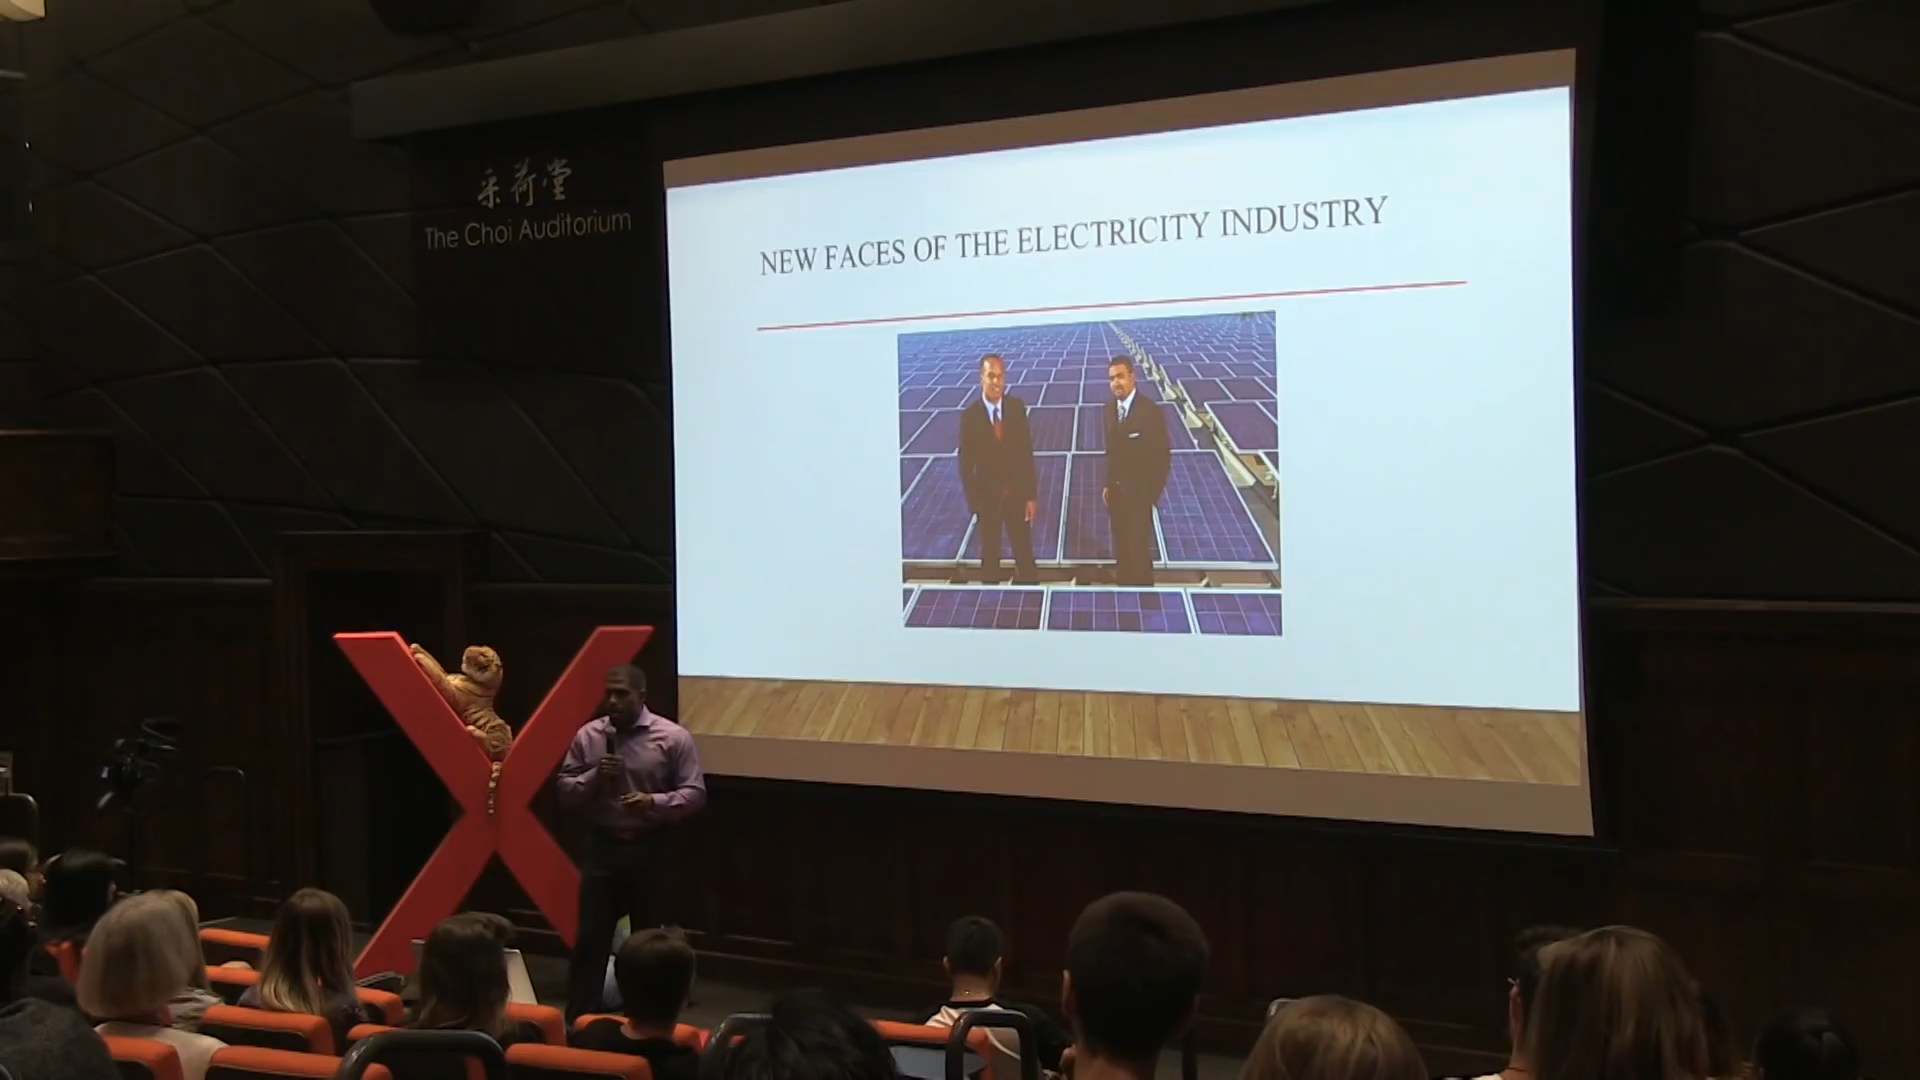 采荷堂
The Choi Auditorium
NEW FACES OF THE ELECTRICITY INDUSTRY
X